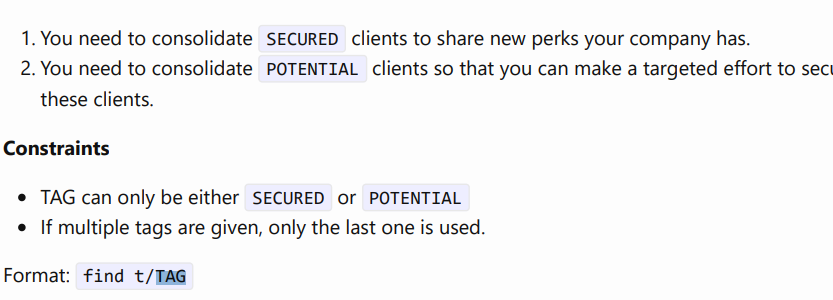 1. You need to consolidate SECURED clients to share new perks your company has.
2. You need to consolidate POTENTIAL clients so that you can make a targeted effort to
these clients.
Constraints
• TAG can only be either SECURED or POTENTIAL
• If multiple tags are given, only the last one is used.
Format: find t/TAG